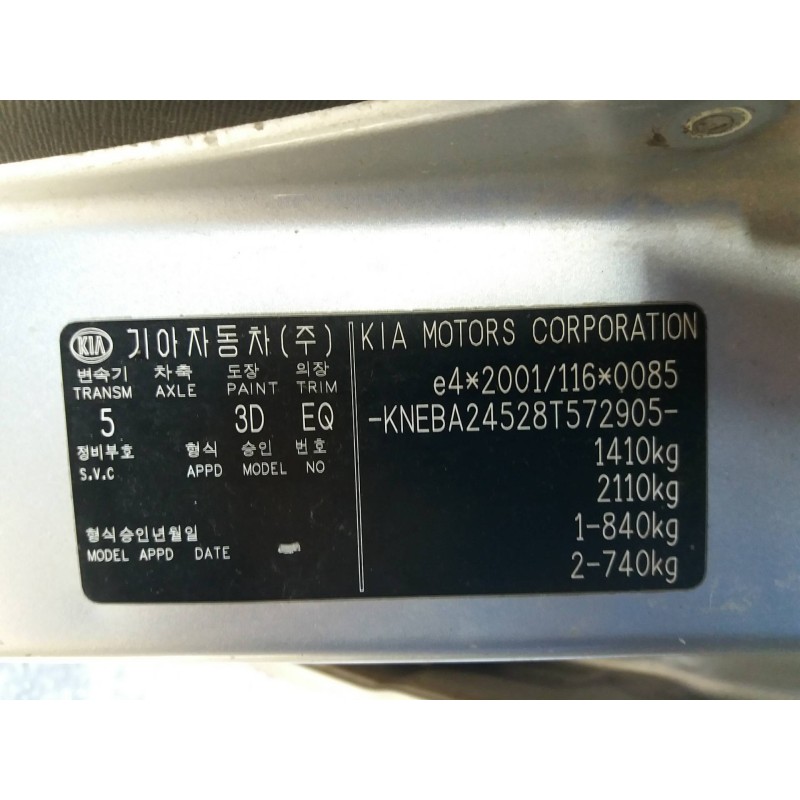 KIA 기아자동차(주)
변속기 차축 도장 의장
TRANSM AXLE PAINT TRIM
5 3D EQ
정비부호 형식 승인 번호
S.V.C APPD MODEL NO
형식승인년월일
MODEL APPD DATE
KIA MOTORS CORPORATION
e4*2001/116*0085
-KNEBA24528T572905-
1410kg
2110kg
1-840kg
2-740kg